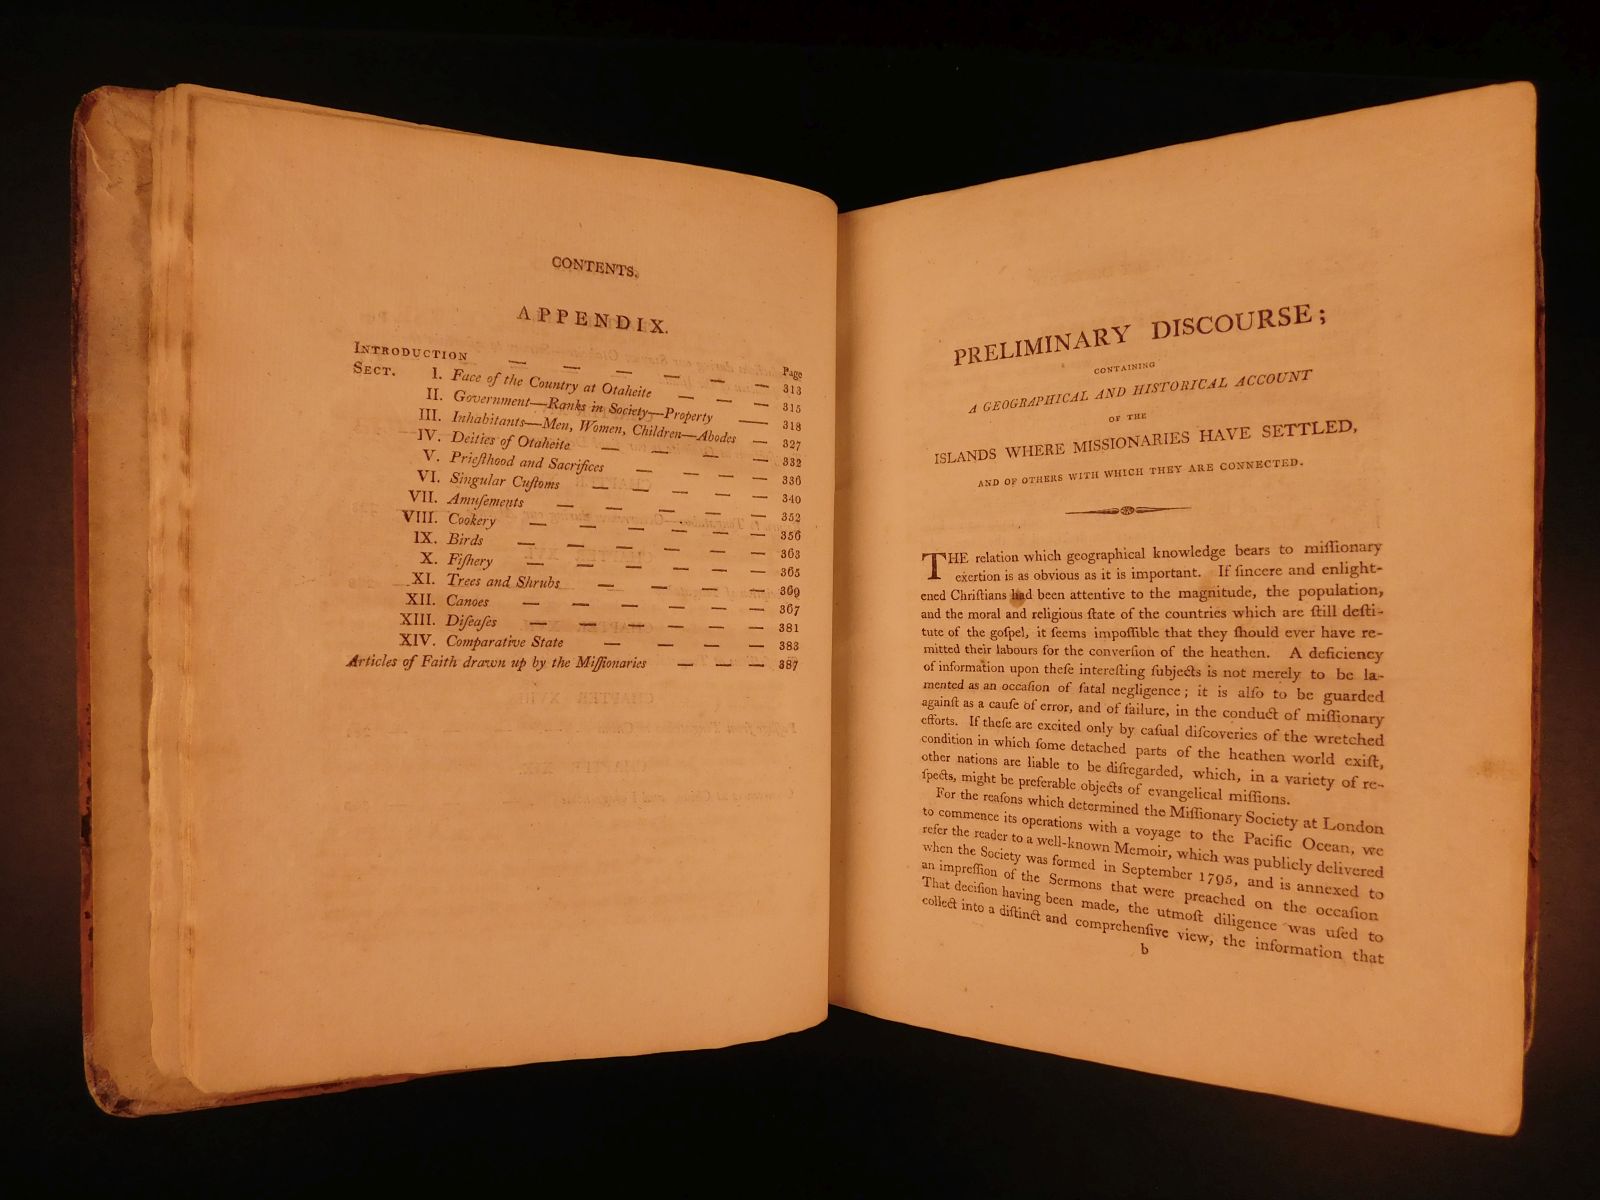 CONTENTS.
APPENDIX.
Page
INTRODUCTION — — — — — — 313
SECT. I. Face of the Country at Otaheite — — — 315
II. Government—Ranks in Society—Property — 318
III. Inhabitants—Men, Women, Children—Abodes — 327
IV. Deities of Otaheite — — — — 332
V. Prieſthood and Sacrifices — — — 336
VI. Singular Cuſtoms — — — — 340
VII. Amuſements — — — — — 352
VIII. Cookery — — — — — 356
IX. Birds — — — — — 363
X. Fiſhery — — — — — 365
XI. Trees and Shrubs — — — — 369
XII. Canoes — — — — — 367
XIII. Diſeaſes — — — — — 381
XIV. Comparative State — — — — 383
Articles of Faith drawn up by the Miſſionaries — — — 387
PRELIMINARY DISCOURSE;
CONTAINING
A GEOGRAPHICAL AND HISTORICAL ACCOUNT
OF THE
ISLANDS WHERE MISSIONARIES HAVE SETTLED,
AND OF OTHERS WITH WHICH THEY ARE CONNECTED.
THE relation which geographical knowledge bears to miſſionary
exertion is as obvious as it is important. If ſincere and enlight-
ened Chriſtians had been attentive to the magnitude, the population,
and the moral and religious ſtate of the countries which are ſtill deſti-
tute of the goſpel, it ſeems impoſſible that they ſhould ever have re-
mitted their labours for the converſion of the heathen. A deficiency
of information upon theſe intereſting ſubjects is not merely to be la-
mented as an occaſion of fatal negligence; it is alſo to be guarded
againſt as a cauſe of error, and of failure, in the conduct of miſſionary
efforts. If theſe are excited only by caſual diſcoveries of the wretched
condition in which ſome detached parts of the heathen world exiſt,
other nations are liable to be diſregarded, which, in a variety of re-
ſpects, might be preferable objects of evangelical miſſions.
For the reaſons which determined the Miſſionary Society at London
to commence its operations with a voyage to the Pacific Ocean, we
refer the reader to a well-known Memoir, which was publicly delivered
when the Society was formed in September 1795, and is annexed to
an impreſſion of the Sermons that were preached on the occaſion
That deciſion having been made, the utmoſt diligence was uſed to
collect into a diſtinct and comprehenſive view, the information that
b